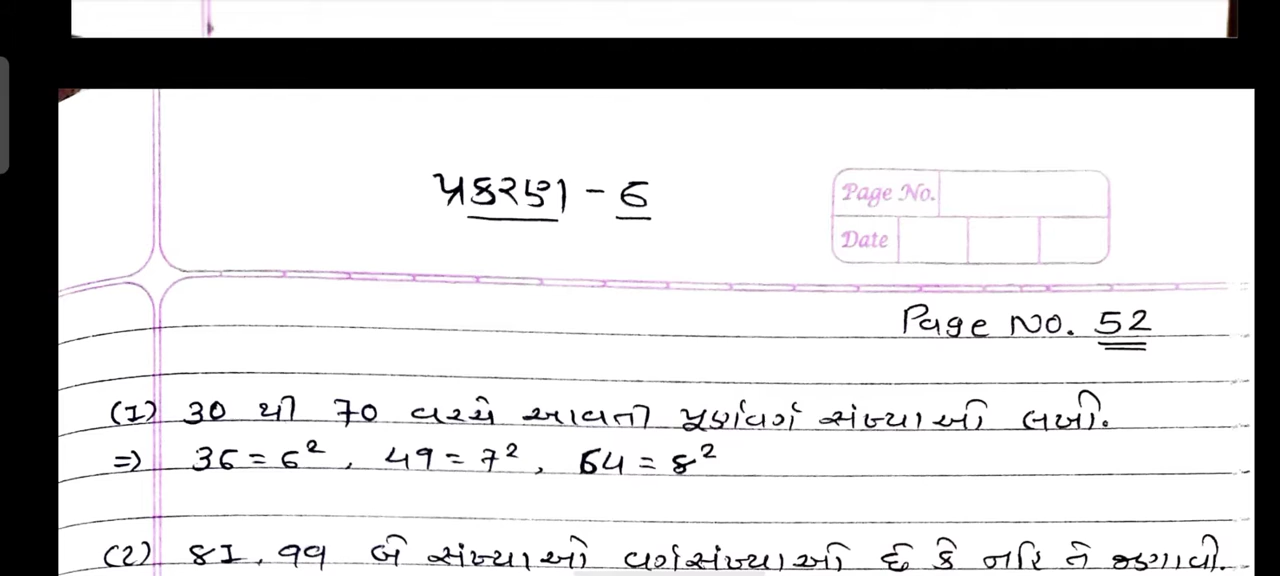 પ્રકરણ - 6
Page No.
Date
Page No. 52
(1) 30 થી 70 વચ્ચે આવતી પૂર્ણવર્ગ સંખ્યાઓ લખો.
⇒ 36 = 6², 49 = 7², 64 = 8²
(2) 81, 99 બે સંખ્યાઓ વર્ગસંખ્યાઓ છે કે નહિ તે જણાવો.